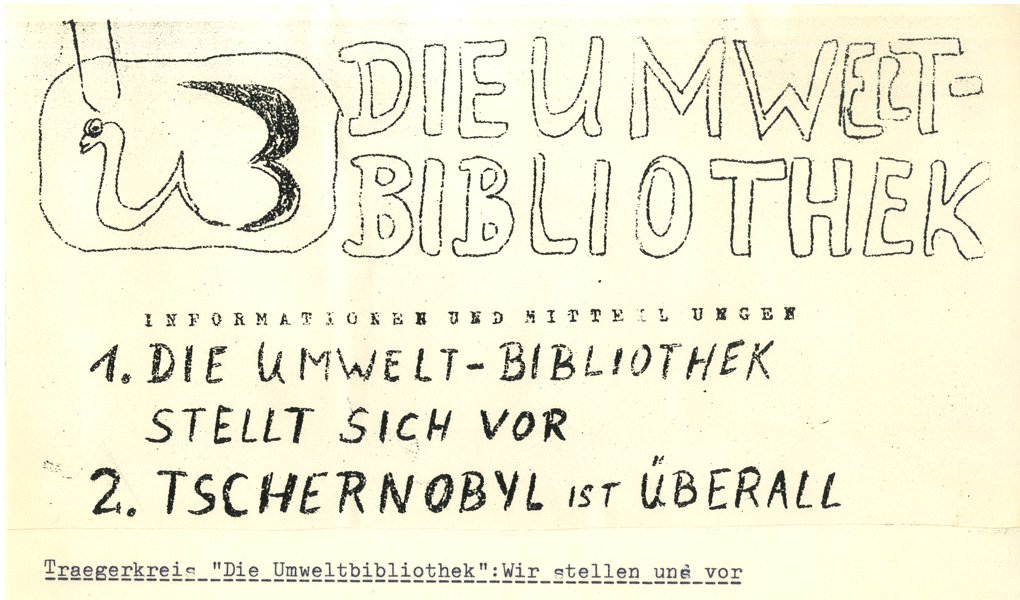 DIE UMWELT-
BIBLIOTHEK
INFORMATIONEN UND MITTEILUNGEN
1. DIE UMWELT-BIBLIOTHEK
STELLT SICH VOR
2. TSCHERNOBYL IST ÜBERALL
Traegerkreis "Die Umweltbibliothek":Wir stellen uns vor